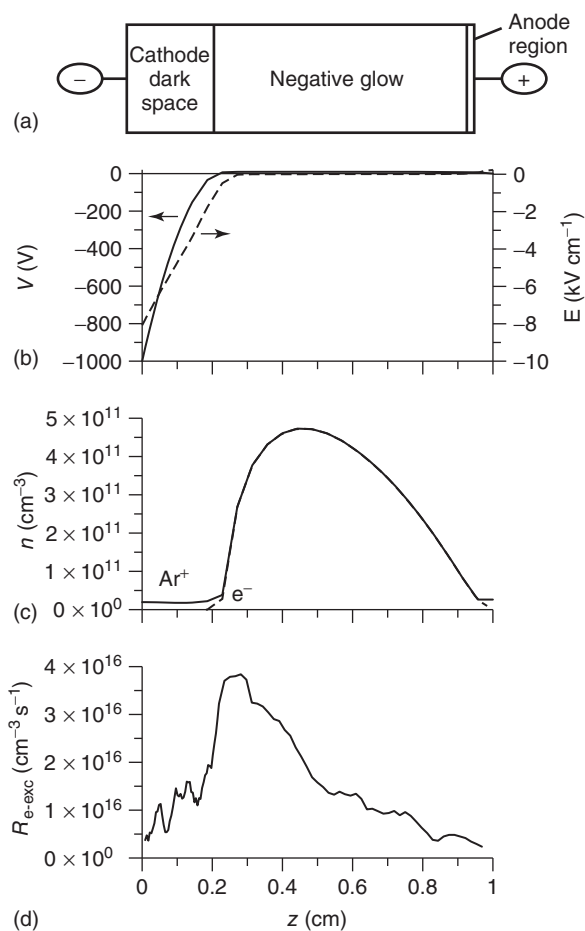 Cathode
dark
space
Negative glow
Anode
region
−
+
(a)
0
−200
−400
−600
−800
−1000
V (V)
0
−2
−4
−6
−8
−10
E (kV cm⁻¹)
(b)
5 × 10¹¹
4 × 10¹¹
3 × 10¹¹
2 × 10¹¹
1 × 10¹¹
0 × 10⁰
n (cm⁻³)
Ar⁺
e⁻
(c)
4 × 10¹⁶
3 × 10¹⁶
2 × 10¹⁶
1 × 10¹⁶
0 × 10⁰
R e-exc (cm⁻³ s⁻¹)
0 0.2 0.4 0.6 0.8 1
z (cm)
(d)